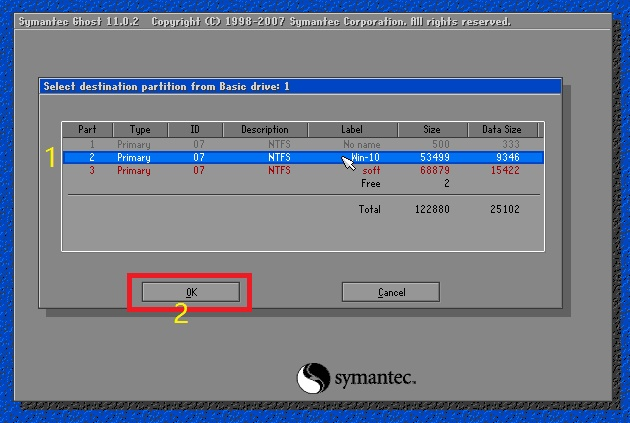 Symantec Ghost 11.0.2 Copyright (C) 1998-2007 Symantec Corporation. All rights reserved.
Select destination partition from Basic drive: 1
Part Type ID Description Label Size Data Size
1 Primary 07 NTFS No name 500 333
1 2 Primary 07 NTFS Win-10 53499 9346
3 Primary 07 NTFS soft 68879 15422
Free 2
Total 122880 25102
OK Cancel
2
symantec.